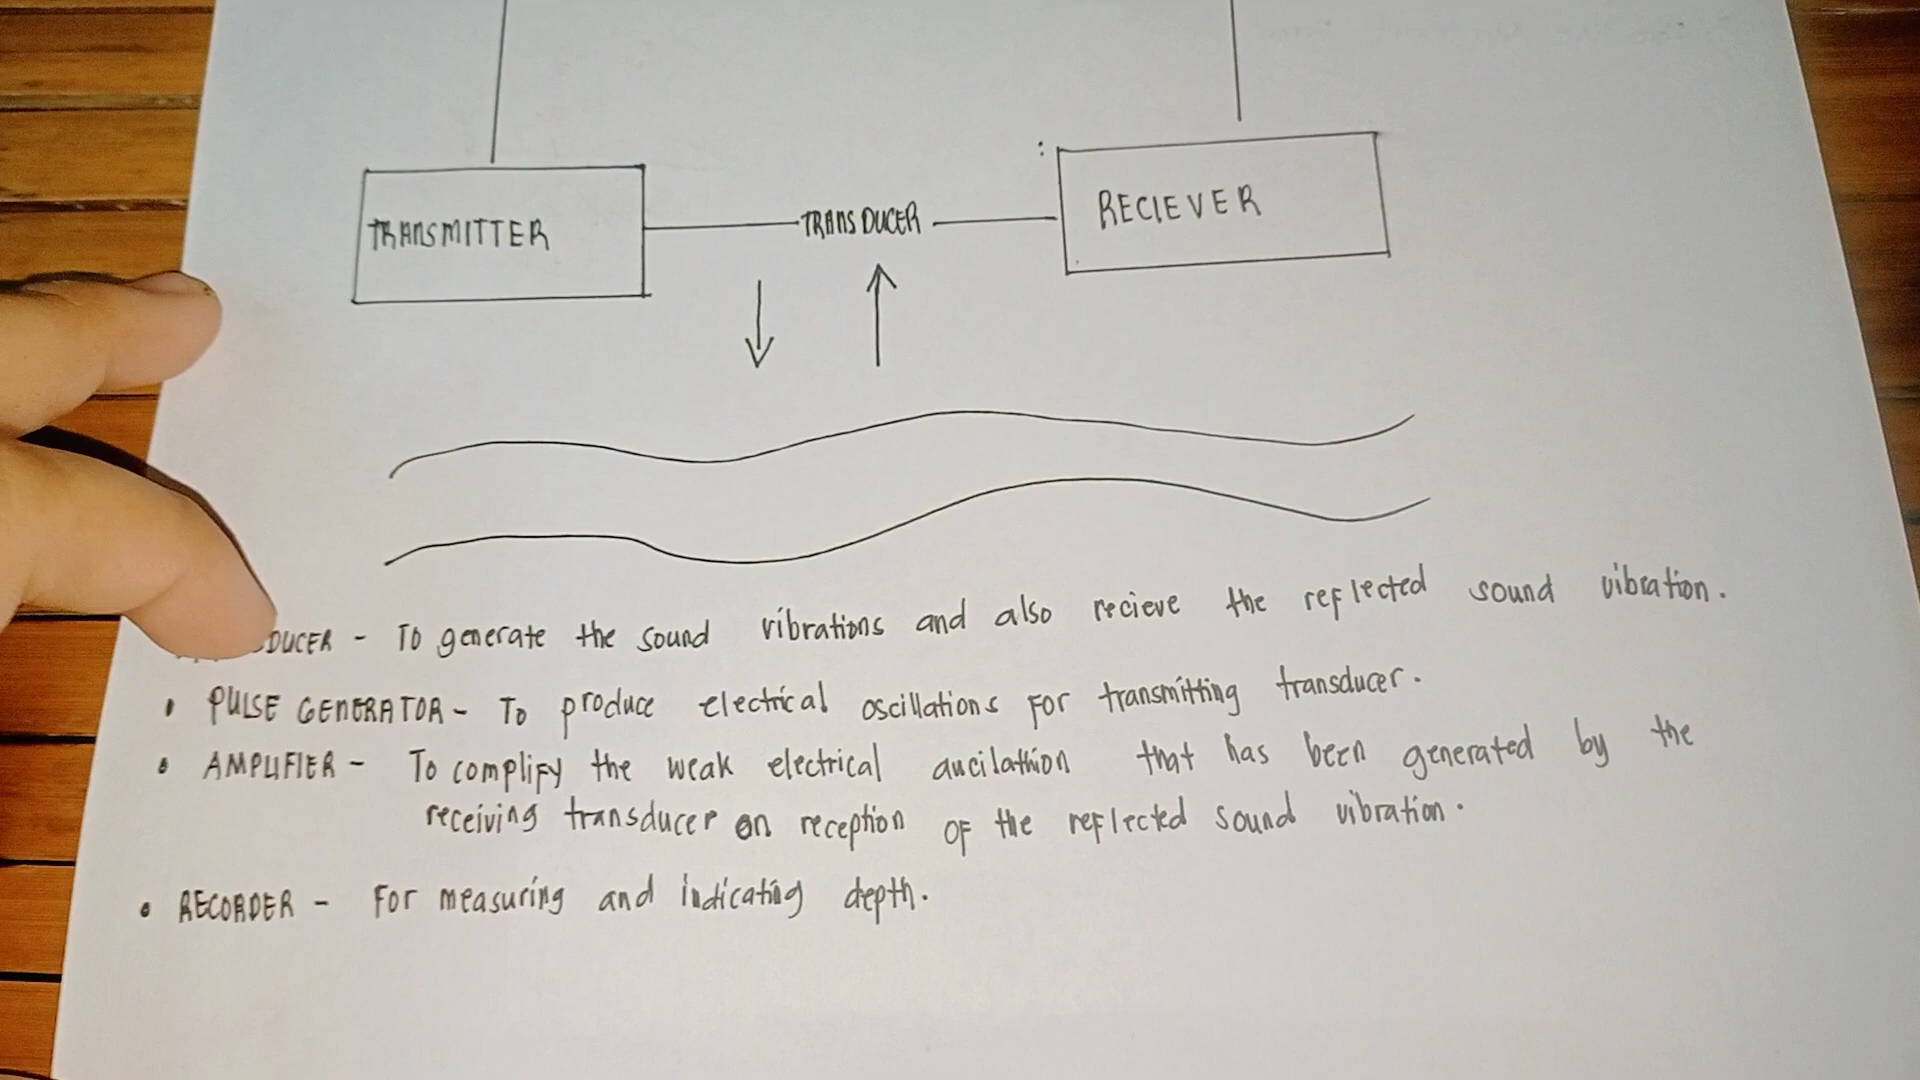 TRANSMITTER
TRANSDUCER
RECIEVER
DUCER - To generate the sound vibrations and also recieve the reflected sound vibration.
• PULSE GENERATOR - To produce electrical oscillations for transmitting transducer.
• AMPLIFIER - To complify the weak electrical aucilathion that has been generated by the
receiving transducer on reception of the reflected sound vibration.
• RECORDER - For measuring and indicating depth.